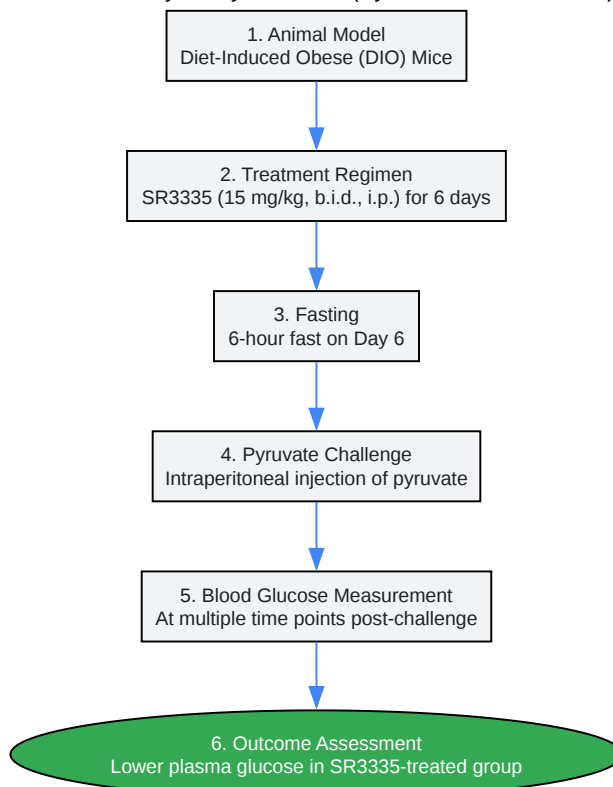 1. Animal Model
Diet-Induced Obese (DIO) Mice
2. Treatment Regimen
SR3335 (15 mg/kg, b.i.d., i.p.) for 6 days
3. Fasting
6-hour fast on Day 6
4. Pyruvate Challenge
Intraperitoneal injection of pyruvate
5. Blood Glucose Measurement
At multiple time points post-challenge
6. Outcome Assessment
Lower plasma glucose in SR3335-treated group